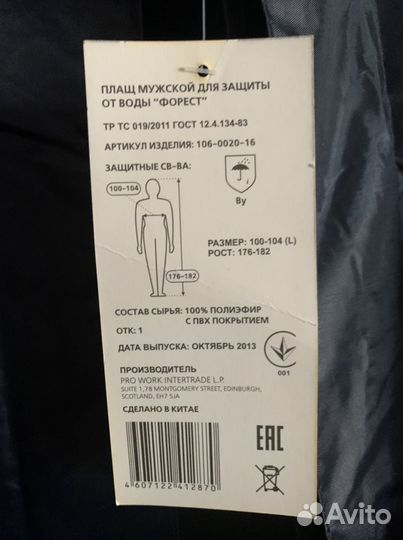 ПЛАЩ МУЖСКОЙ ДЛЯ ЗАЩИТЫ
ОТ ВОДЫ "ФОРЕСТ"
ТР ТС 019/2011 ГОСТ 12.4.134-83
АРТИКУЛ ИЗДЕЛИЯ: 106-0020-16
ЗАЩИТНЫЕ СВ-ВА:
Ву
100-104
176-182
РАЗМЕР: 100-104 (L)
РОСТ: 176-182
СОСТАВ СЫРЬЯ: 100% ПОЛИЭФИР
С ПВХ ПОКРЫТИЕМ
ОТК: 1
ДАТА ВЫПУСКА: ОКТЯБРЬ 2013
001
ПРОИЗВОДИТЕЛЬ
PRO WORK INTERTRADE L.P.
SUITE 1,78 MONTGOMERY STREET, EDINBURGH,
SCOTLAND, EH7 5JA
СДЕЛАНО В КИТАЕ
EAC
4607122412870
Avito